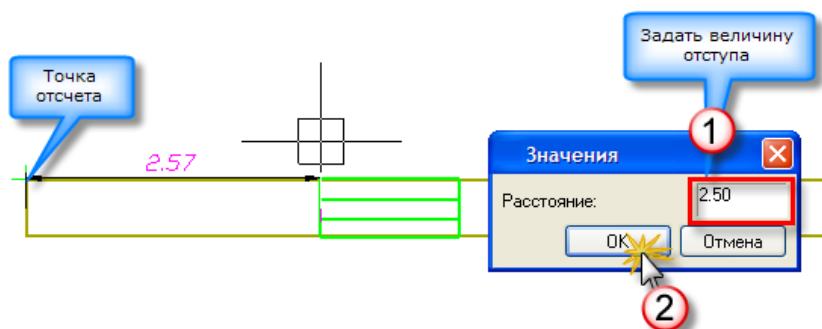 Точка
отсчета
2.57
Задать величину
отступа
1
Значения
Расстояние:
2.50
OK
Отмена
2